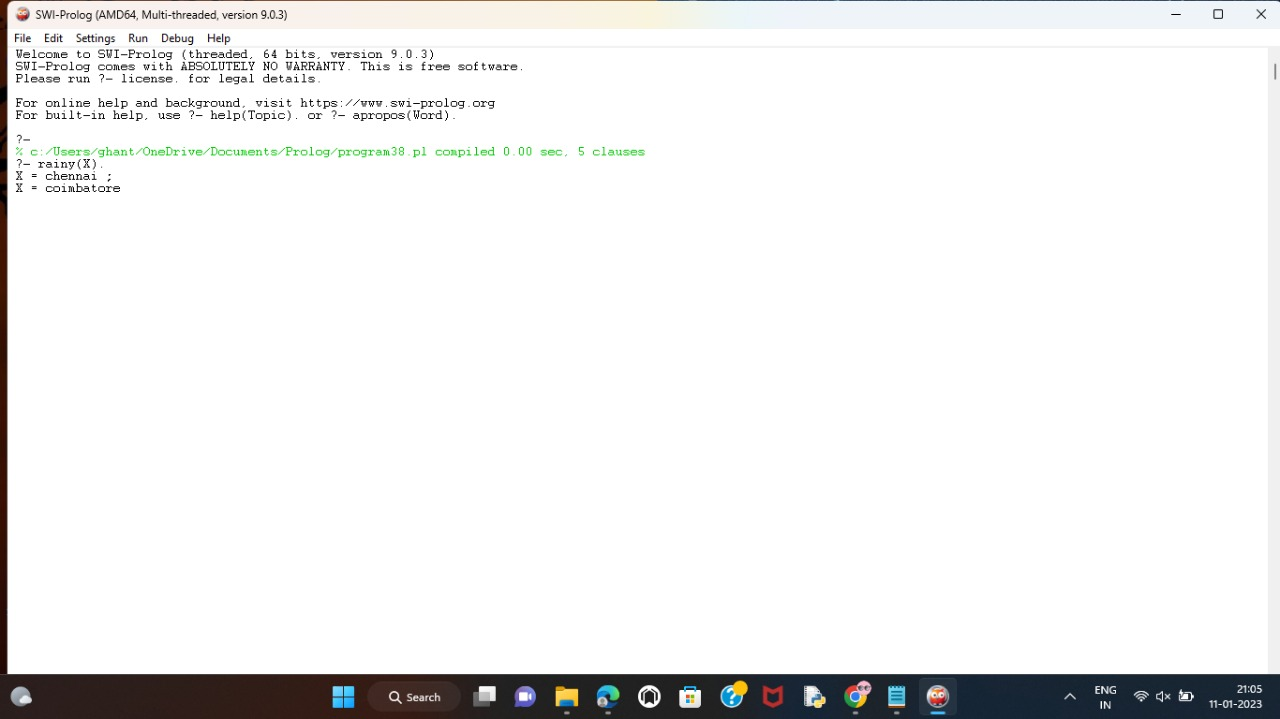 SWI-Prolog (AMD64, Multi-threaded, version 9.0.3)
File Edit Settings Run Debug Help
Welcome to SWI-Prolog (threaded, 64 bits, version 9.0.3)
SWI-Prolog comes with ABSOLUTELY NO WARRANTY. This is free software.
Please run ?- license. for legal details.
For online help and background, visit https://www.swi-prolog.org
For built-in help, use ?- help(Topic). or ?- apropos(Word).
?-
% c:/Users/ghant/OneDrive/Documents/Prolog/program38.pl compiled 0.00 sec, 5 clauses
?- rainy(X).
X = chennai ;
X = coimbatore
Search
ENG
IN
21:05
11-01-2023